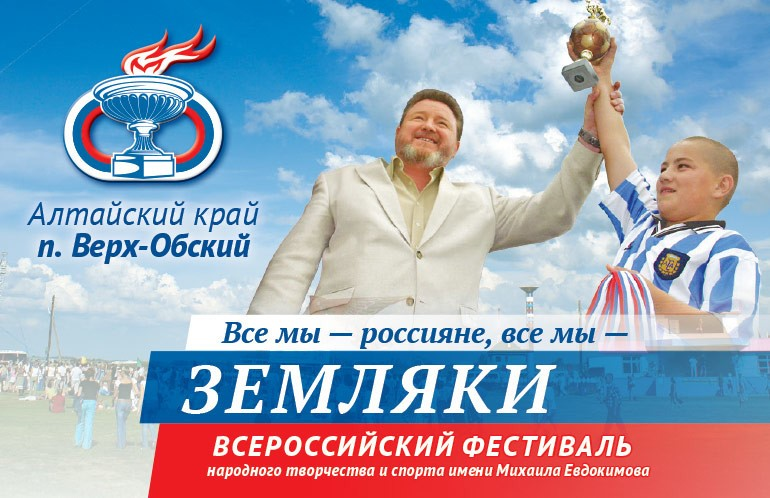 Алтайский край
п. Верх-Обский
Все мы — россияне, все мы —
ЗЕМЛЯКИ
ВСЕРОССИЙСКИЙ ФЕСТИВАЛЬ
народного творчества и спорта имени Михаила Евдокимова